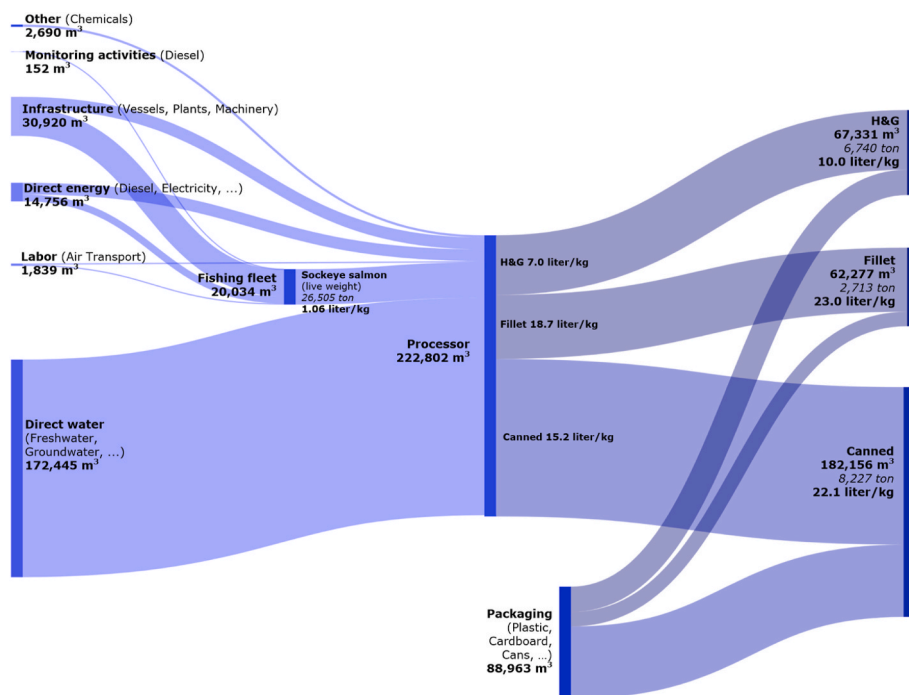 Other (Chemicals)
2,690 m³
Monitoring activities (Diesel)
152 m³
Infrastructure (Vessels, Plants, Machinery)
30,920 m³
Direct energy (Diesel, Electricity, ...)
14,756 m³
Labor (Air Transport)
1,839 m³
Fishing fleet
20,034 m³
Sockeye salmon
(live weight)
26,505 ton
1.06 liter/kg
Direct water
(Freshwater,
Groundwater, ...)
172,445 m³
Processor
222,802 m³
H&G 7.0 liter/kg
Fillet 18.7 liter/kg
Canned 15.2 liter/kg
Packaging
(Plastic,
Cardboard,
Cans, ...)
88,963 m³
H&G
67,331 m³
6,740 ton
10.0 liter/kg
Fillet
62,277 m³
2,713 ton
23.0 liter/kg
Canned
182,156 m³
8,227 ton
22.1 liter/kg